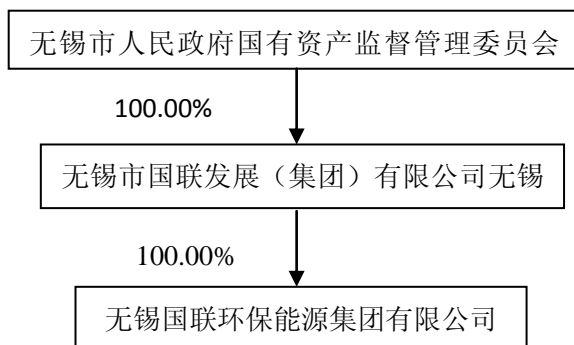 无锡市人民政府国有资产监督管理委员会
100.00%
无锡市国联发展（集团）有限公司无锡
100.00%
无锡国联环保能源集团有限公司